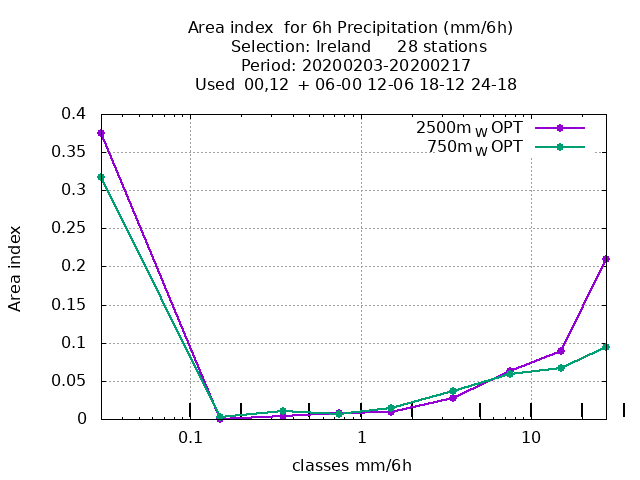 Area index  for 6h Precipitation (mm/6h)
Selection: Ireland     28 stations
Period: 20200203-20200217
Used  00,12  + 06-00 12-06 18-12 24-18
2500m W OPT
750m W OPT
0.4
0.35
0.3
0.25
0.2
0.15
0.1
0.05
0
Area index
0.1 1 10
classes mm/6h